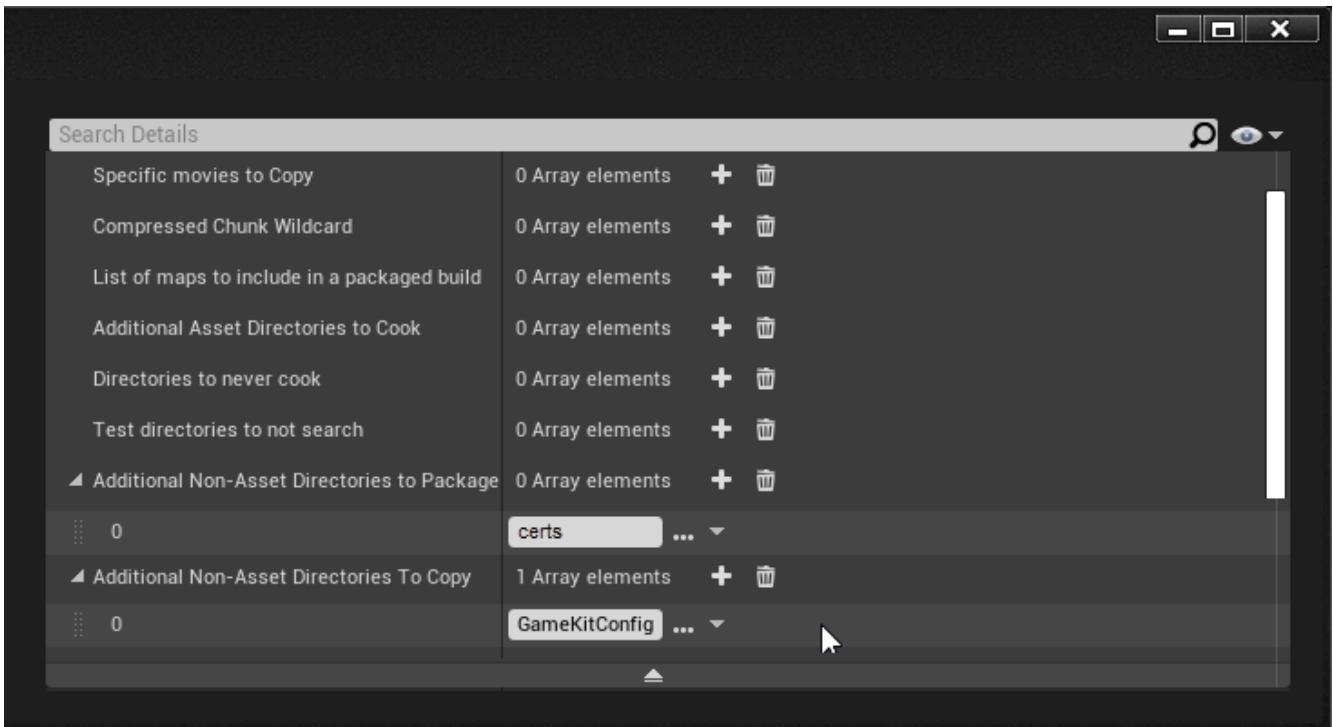 Search Details
Specific movies to Copy 0 Array elements
Compressed Chunk Wildcard 0 Array elements
List of maps to include in a packaged build 0 Array elements
Additional Asset Directories to Cook 0 Array elements
Directories to never cook 0 Array elements
Test directories to not search 0 Array elements
Additional Non-Asset Directories to Package 0 Array elements
0 certs ...
Additional Non-Asset Directories To Copy 1 Array elements
0 GameKitConfig ...